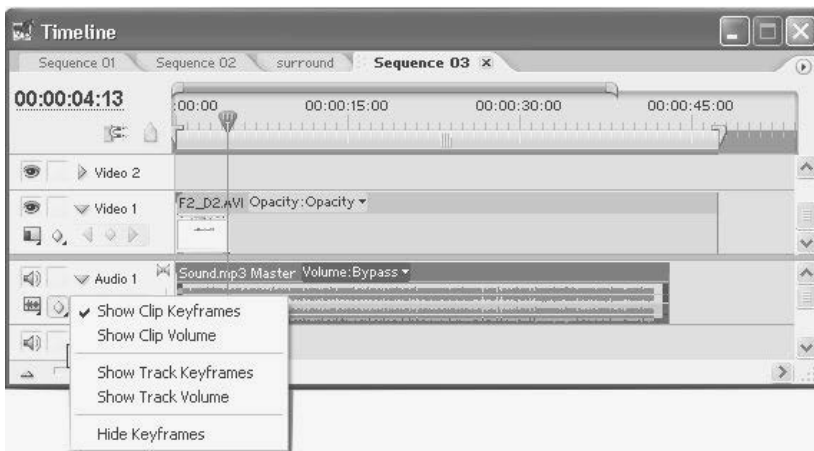 Timeline
Sequence 01 Sequence 02 surround Sequence 03 x
00:00:04:13
:00:00 00:00:15:00 00:00:30:00 00:00:45:00
Video 2
Video 1
F2_D2.AVI Opacity:Opacity
Audio 1
Sound.mp3 Master Volume:Bypass
Show Clip Keyframes
Show Clip Volume
Show Track Keyframes
Show Track Volume
Hide Keyframes